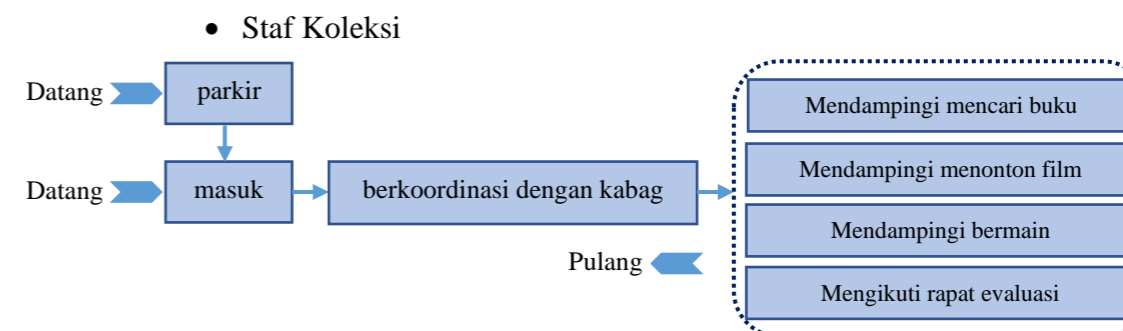 • Staf Koleksi
Datang
parkir
Mendampingi mencari buku
Mendampingi menonton film
Datang
masuk
berkoordinasi dengan kabag
Mendampingi bermain
Pulang
Mengikuti rapat evaluasi